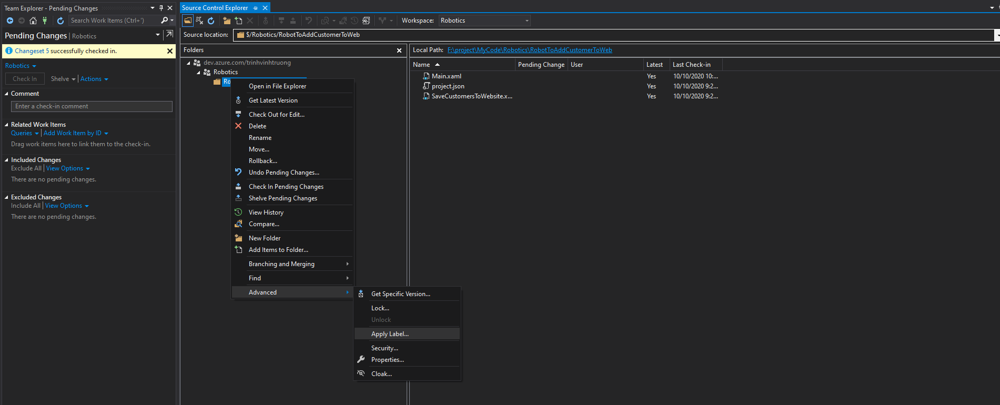 Team Explorer - Pending Changes
Search Work Items (Ctrl+')
Pending Changes | Robotics
Changeset 5 successfully checked in.
Robotics
Check In Shelve Actions
Comment
Enter a check-in comment
Related Work Items
Queries Add Work Item by ID
Drag work items here to link them to the check-in.
Included Changes
Exclude All View Options
There are no pending changes.
Excluded Changes
Include All View Options
There are no pending changes.
Source Control Explorer
Workspace: Robotics
Source location: $/Robotics/RobotToAddCustomerToWeb
Folders
dev.azure.com/trinhvinhtruong
Robotics
Ro
Open in File Explorer
Get Latest Version
Check Out for Edit...
Delete
Rename
Move...
Rollback...
Undo Pending Changes...
Check In Pending Changes
Shelve Pending Changes
View History
Compare...
New Folder
Add Items to Folder...
Branching and Merging
Find
Advanced
Get Specific Version...
Lock...
Unlock
Apply Label...
Security...
Properties...
Cloak...
Local Path: F:\project\MyCode\Robotics\RobotToAddCustomerToWeb
Name Pending Change User Latest Last Check-in
Main.xaml Yes 10/10/2020 10:...
project.json Yes 10/10/2020 9:2...
SaveCustomersToWebsite.x... Yes 10/10/2020 9:2...